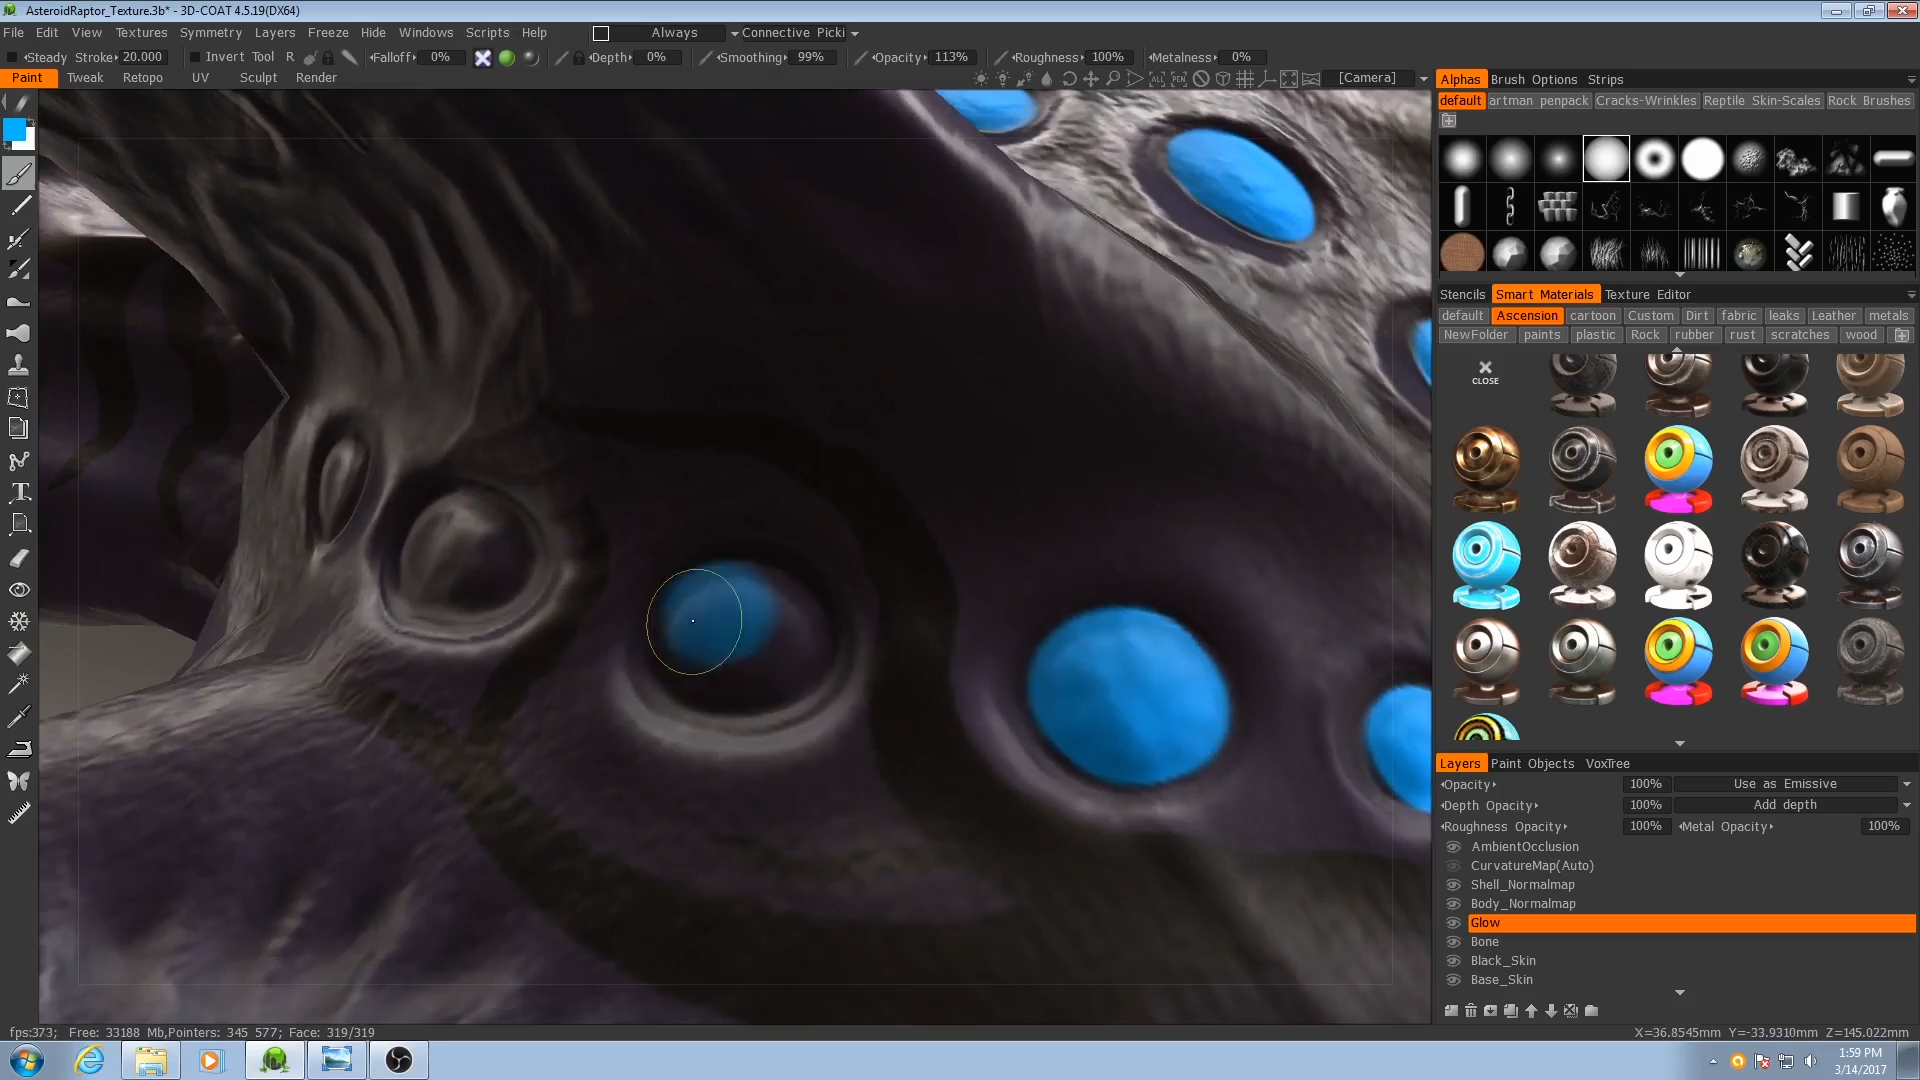 AsteroidRaptor_Texture.3b* - 3D-COAT 4.5.19(DX64)
File Edit View Textures Symmetry Layers Freeze Hide Windows Scripts Help Always Connective Picki
Steady Stroke 20.000 Invert Tool R Falloff 0% Depth 0% Smoothing 99% Opacity 113% Roughness 100% Metalness 0%
Paint Tweak Retopo UV Sculpt Render [Camera]
Alphas Brush Options Strips
default artman penpack Cracks-Wrinkles Reptile Skin-Scales Rock Brushes
Stencils Smart Materials Texture Editor
default Ascension cartoon Custom Dirt fabric leaks Leather metals
NewFolder paints plastic Rock rubber rust scratches wood
CLOSE
Layers Paint Objects VoxTree
Opacity 100% Use as Emissive
Depth Opacity 100% Add depth
Roughness Opacity 100% Metal Opacity 100%
AmbientOcclusion
CurvatureMap(Auto)
Shell_Normalmap
Body_Normalmap
Glow
Bone
Black_Skin
Base_Skin
fps:373; Free: 33188 Mb,Pointers: 345 577; Face: 319/319
X=36.8545mm Y=-33.9310mm Z=145.022mm
1:59 PM
3/14/2017